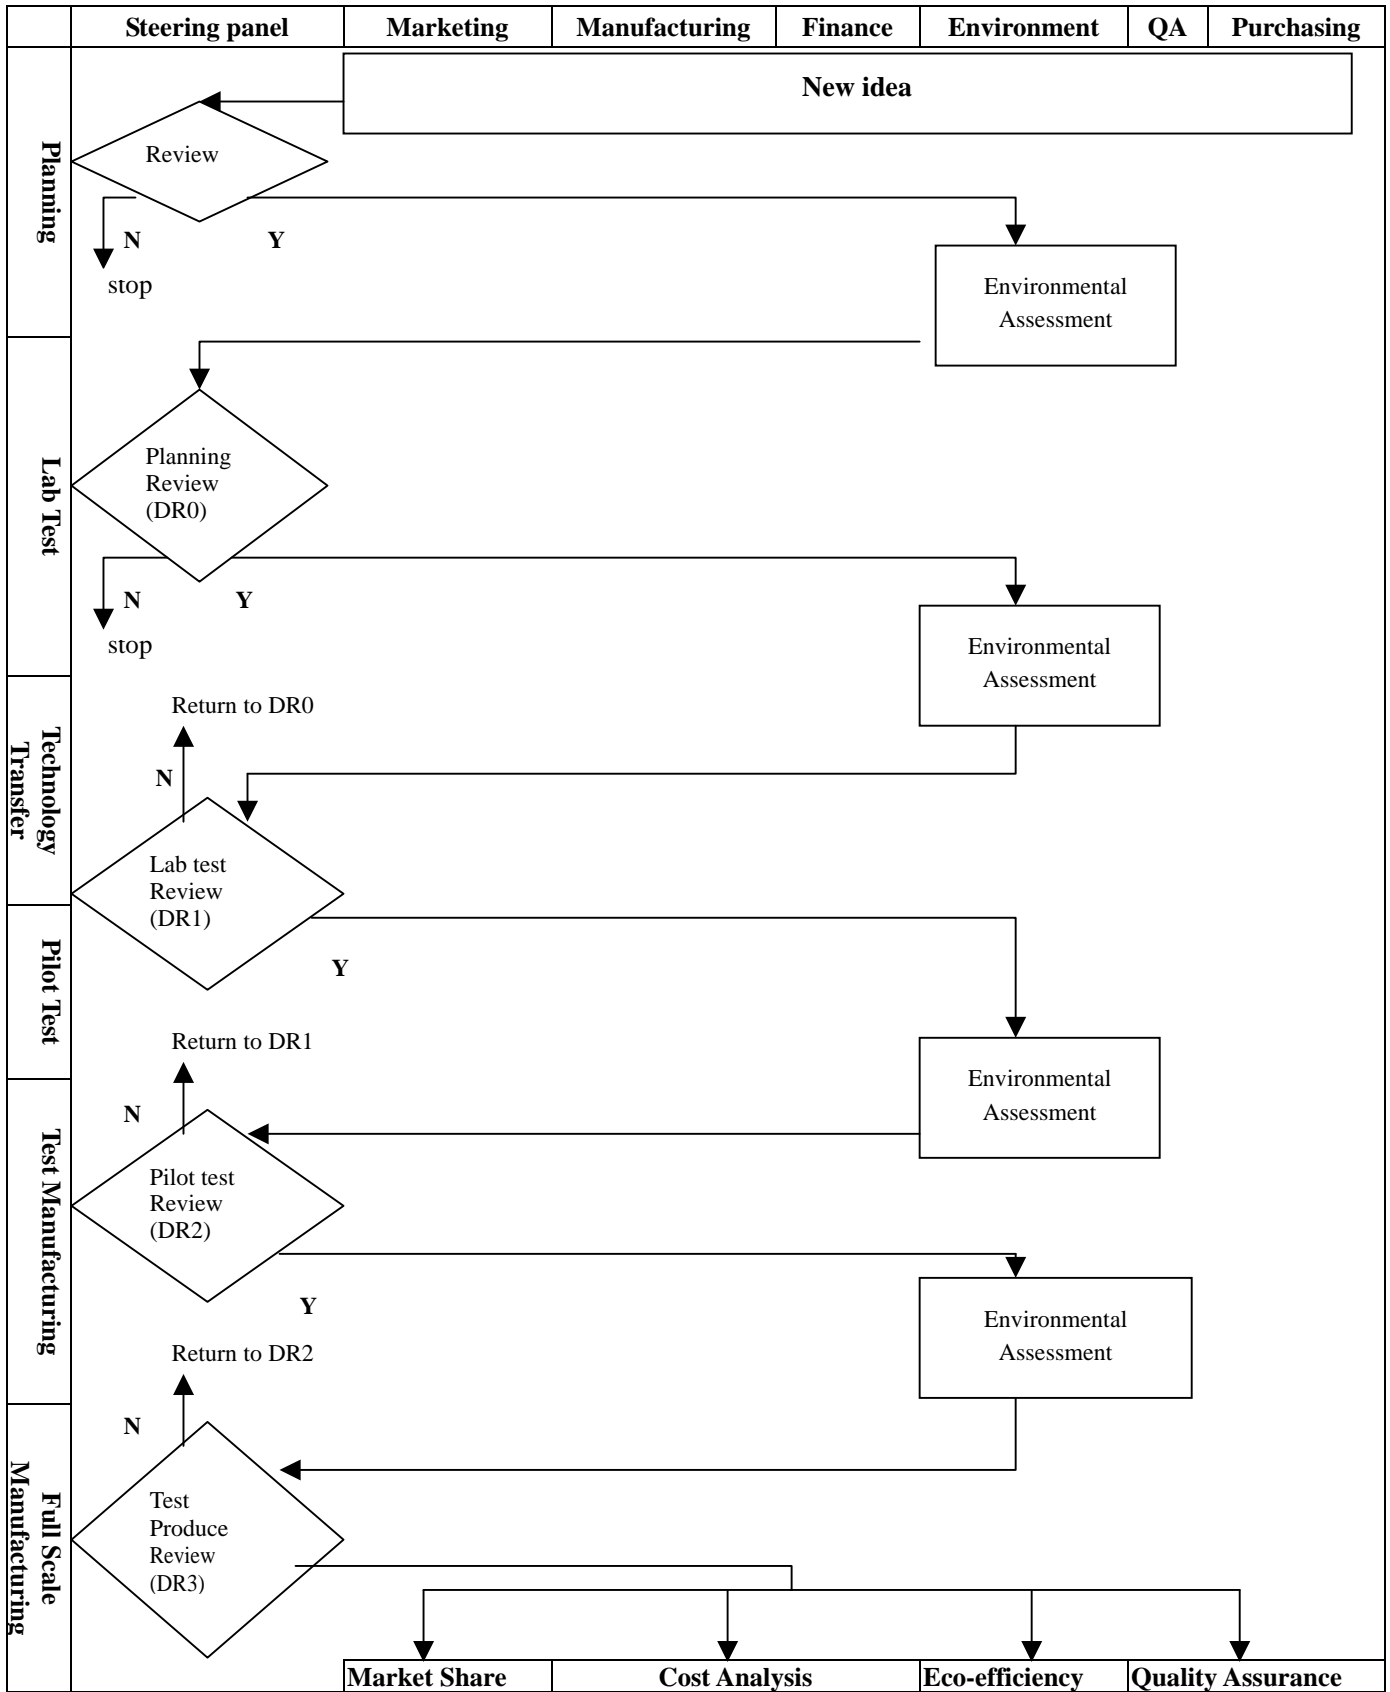 Steering panel Marketing Manufacturing Finance Environment QA Purchasing
New idea
Planning
Review
N Y
stop
Environmental
Assessment
Lab Test
Planning
Review
(DR0)
N Y
stop
Environmental
Assessment
Technology
Transfer
Return to DR0
N
Lab test
Review
(DR1)
Y
Pilot Test
Return to DR1
Environmental
Assessment
N
Test Manufacturing
Pilot test
Review
(DR2)
Y
Environmental
Assessment
Return to DR2
N
Full Scale
Manufacturing
Test
Produce
Review
(DR3)
Market Share Cost Analysis Eco-efficiency Quality Assurance